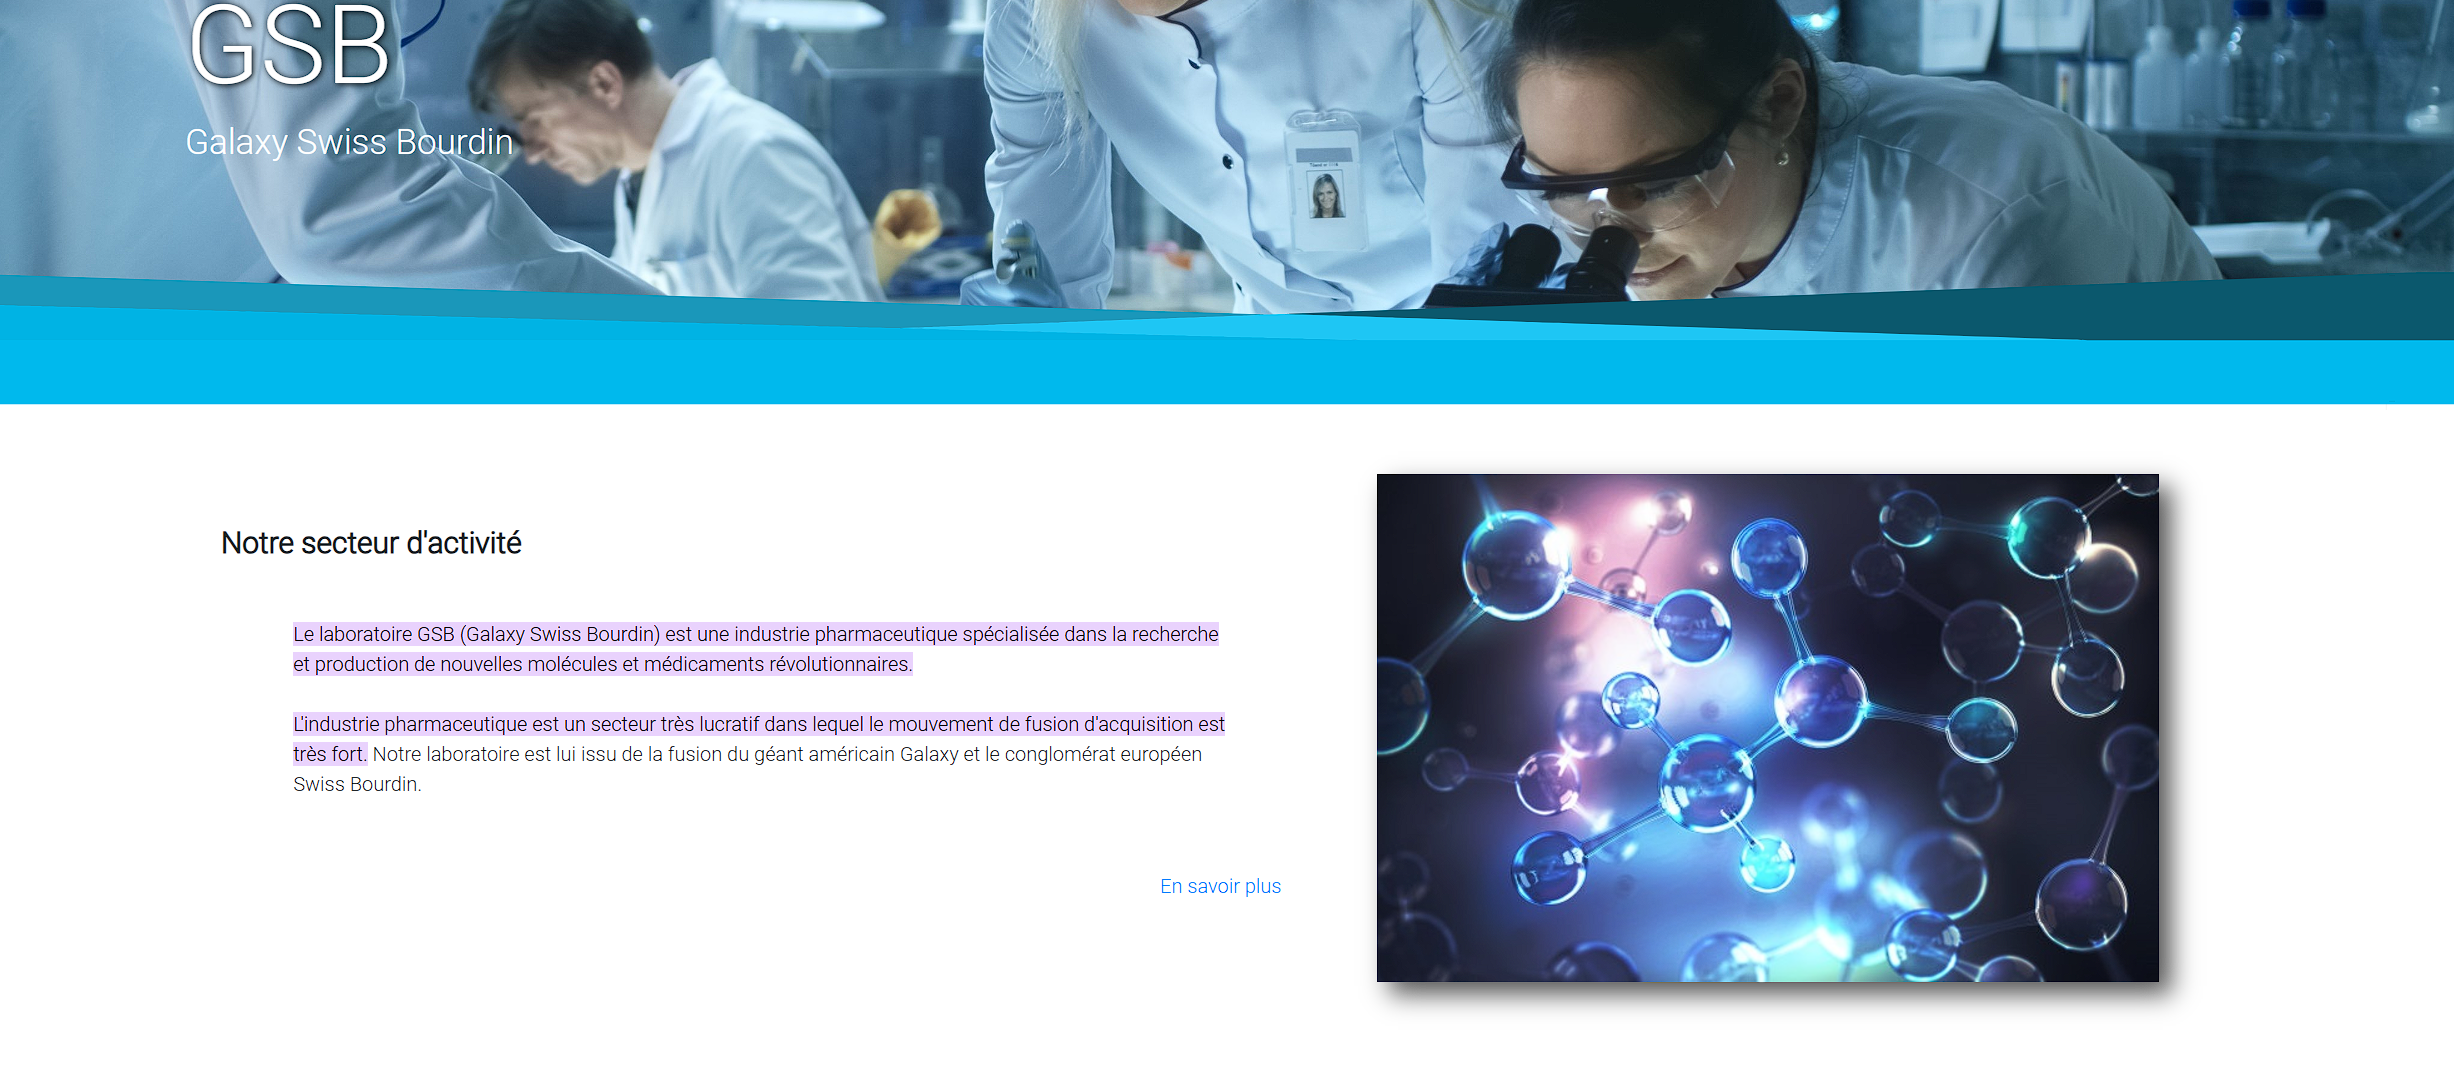 GSB
Galaxy Swiss Bourdin
Notre secteur d'activité
Le laboratoire GSB (Galaxy Swiss Bourdin) est une industrie pharmaceutique spécialisée dans la recherche
et production de nouvelles molécules et médicaments révolutionnaires.
L'industrie pharmaceutique est un secteur très lucratif dans lequel le mouvement de fusion d'acquisition est
très fort. Notre laboratoire est lui issu de la fusion du géant américain Galaxy et le conglomérat européen
Swiss Bourdin.
En savoir plus